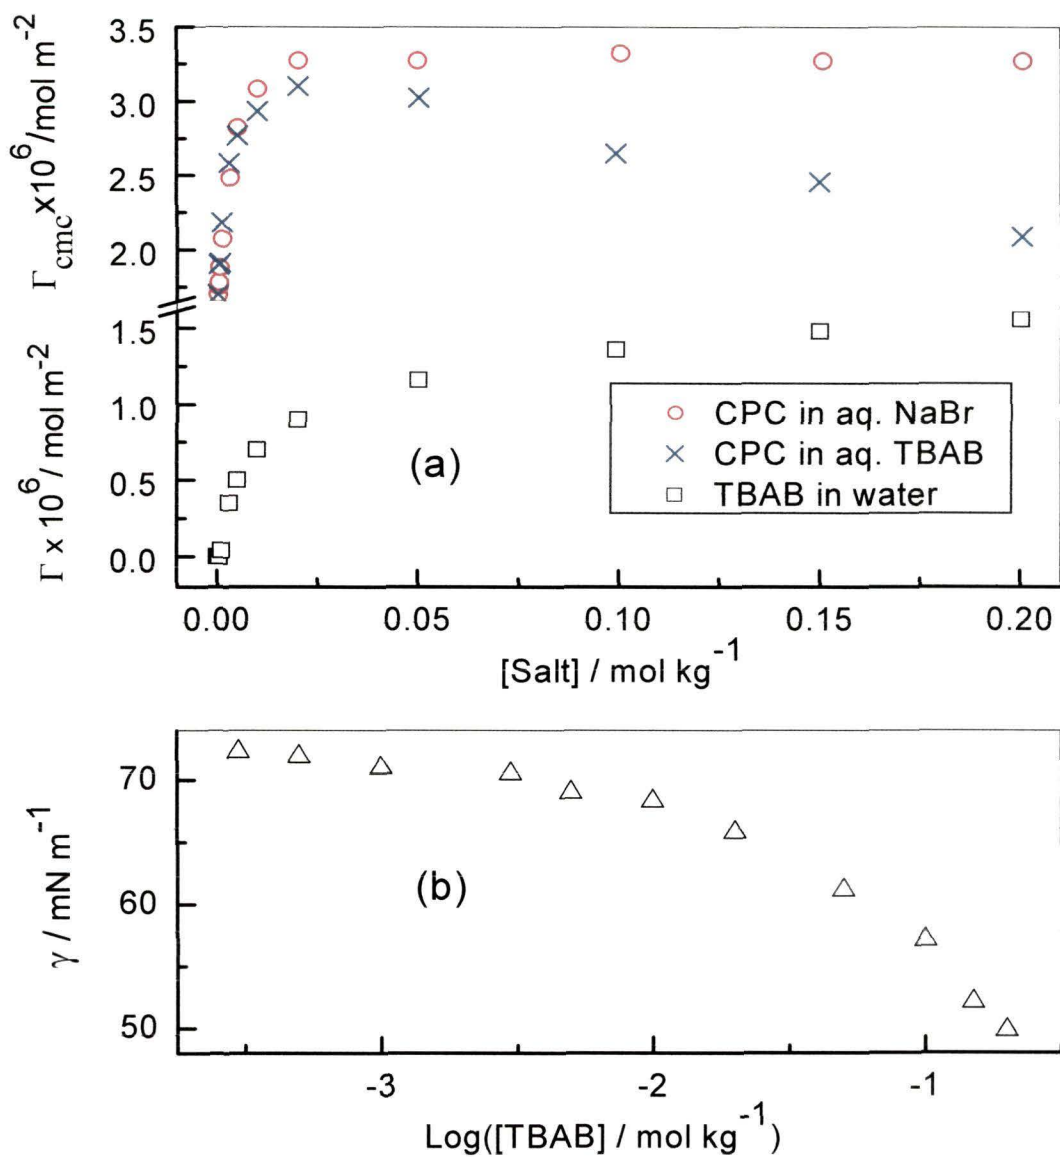 3.5
3.0
2.5
2.0
1.5
1.0
0.5
0.0
Γcmc x10⁶/mol m⁻²
Γ x 10⁶/ mol m⁻²
(a)
CPC in aq. NaBr
CPC in aq. TBAB
TBAB in water
0.00 0.05 0.10 0.15 0.20
[Salt] / mol kg⁻¹
70
60
50
γ / mN m⁻¹
(b)
-3 -2 -1
Log([TBAB] / mol kg⁻¹)